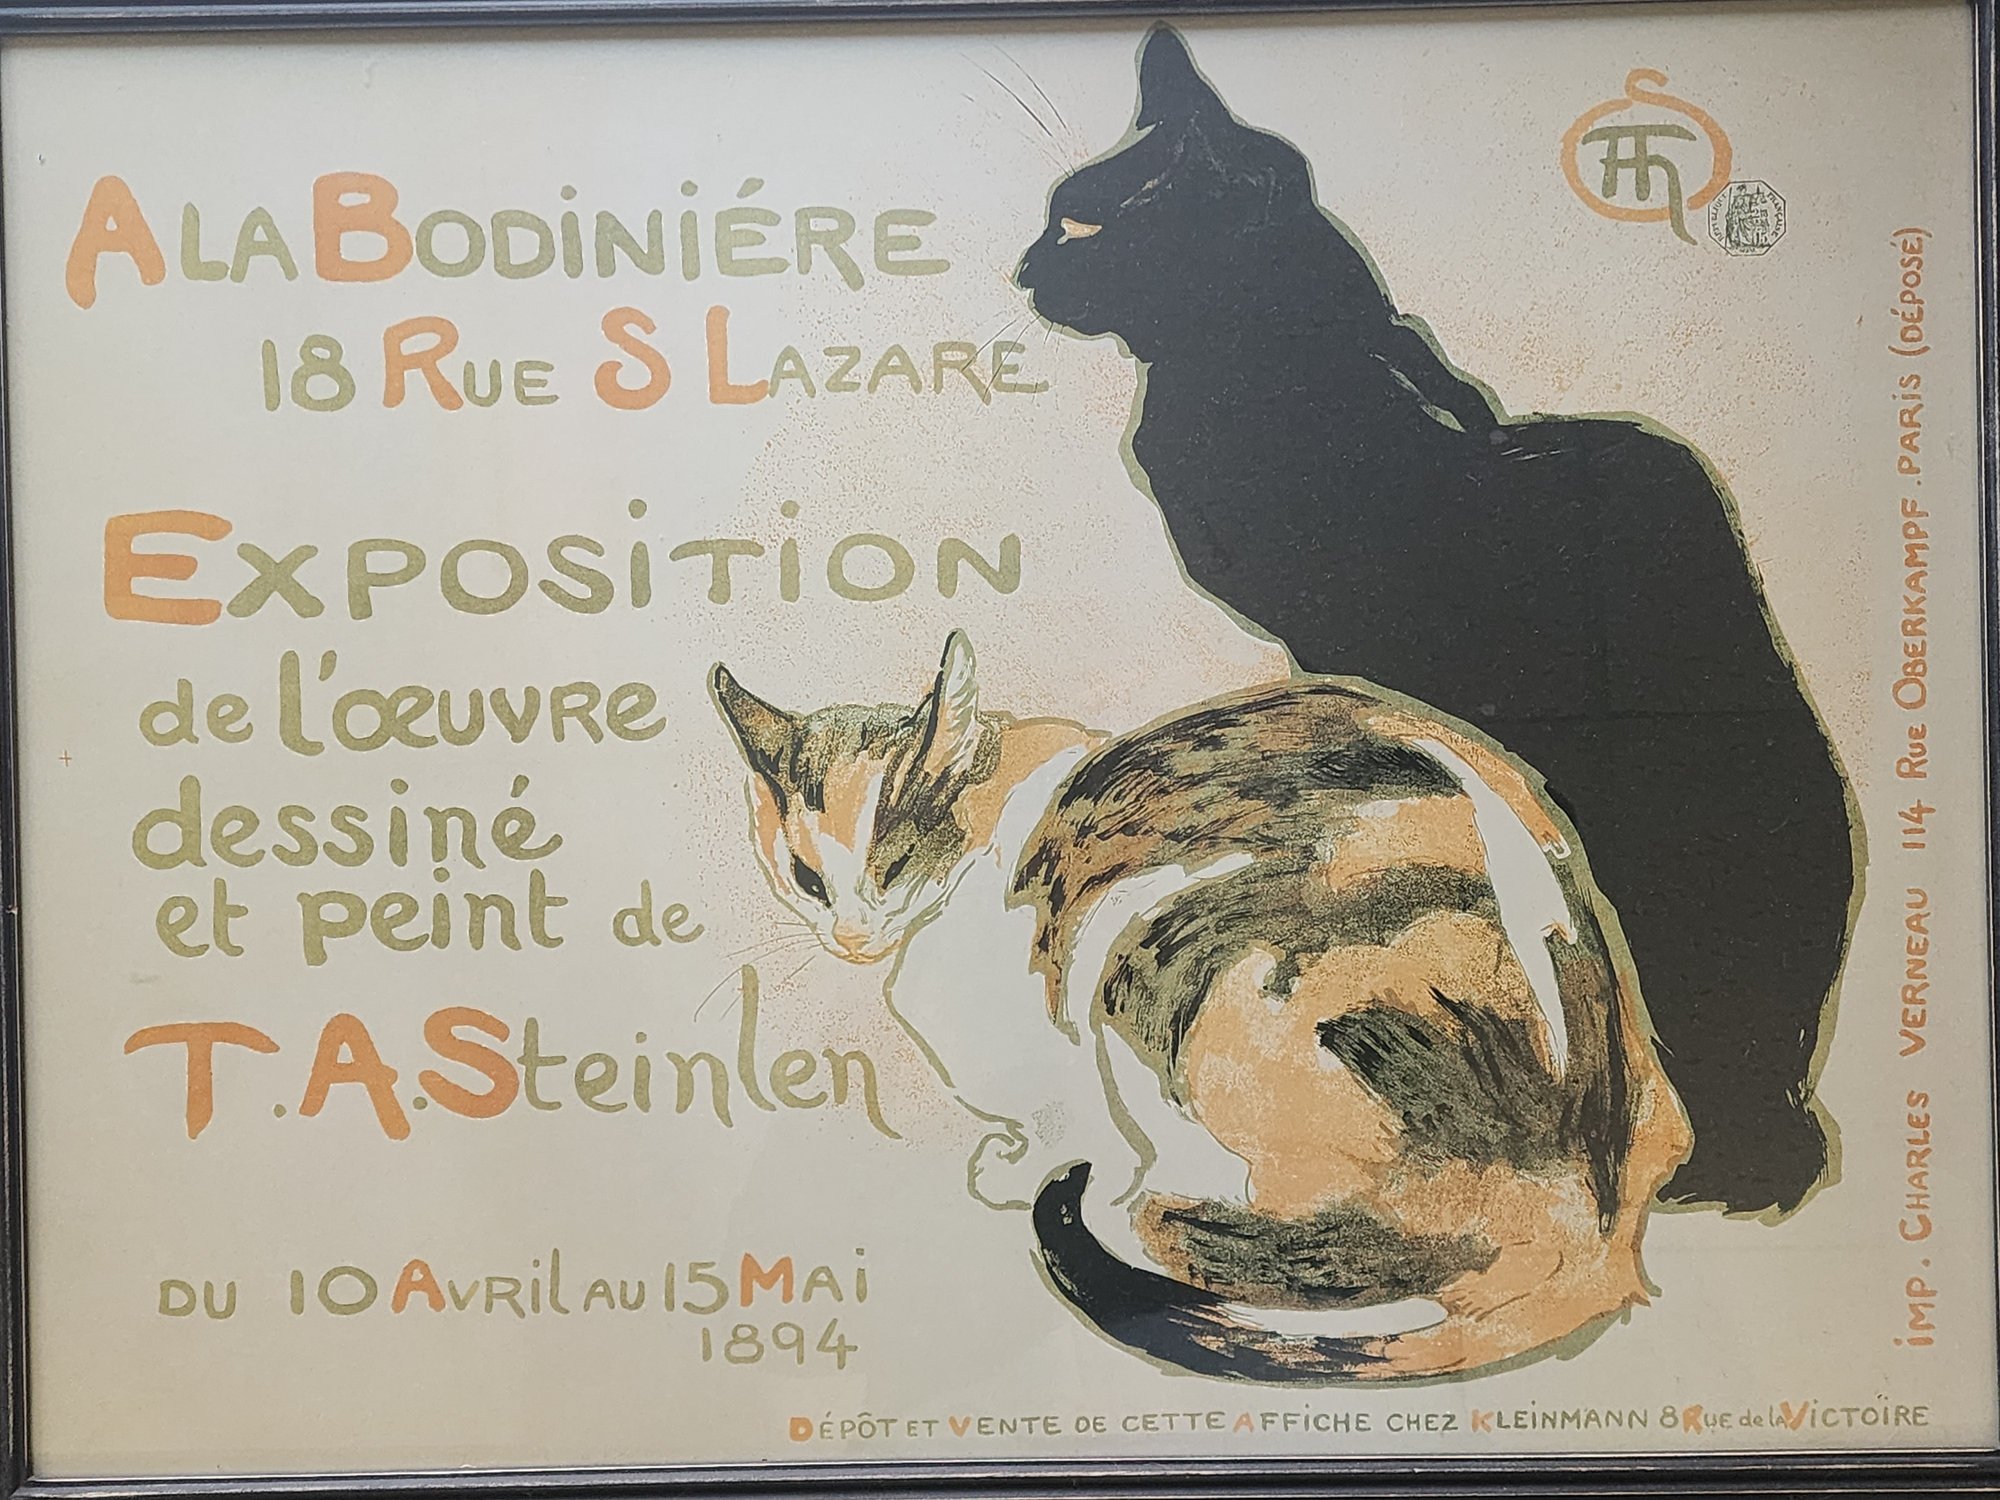 A LA BODINIÉRE
18 RUE S LAZARE
EXPOSITION
de l'œuvre
dessiné
et peint de
T.A.Steinlen
DU 10 AVRIL AU 15 MAI
1894
IMP. CHARLES VERNEAU 114 RUE OBERKAMPF. PARIS (DÉPOSÉ)
DÉPÔT ET VENTE DE CETTE AFFICHE CHEZ KLEINMANN 8 RUE de la VICTOIRE